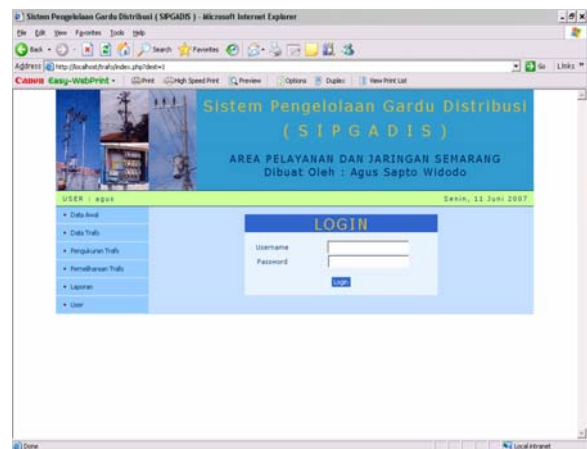 Sistem Pengelolaan Gardu Distribusi ( SIPGADIS ) - Microsoft Internet Explorer
File Edit View Favorites Tools Help
Back Search Favorites
Address http://localhost/trafo/index.php?dest=1 Go Links »
Canon Easy-WebPrint Print High Speed Print Preview Options Duplex View Print List
Sistem Pengelolaan Gardu Distribusi
( S I P G A D I S )
AREA PELAYANAN DAN JARINGAN SEMARANG
Dibuat Oleh : Agus Sapto Widodo
USER : agus Senin, 11 Juni 2007
Data Awal
Data Trafo
Pengukuran Trafo
Pemeliharaan Trafo
Laporan
User
LOGIN
Username
Password
Login
Done Local intranet